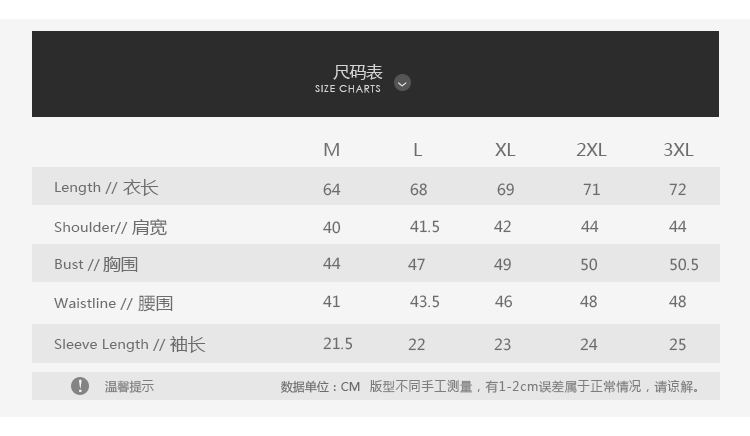 尺码表
SIZE CHARTS
M L XL 2XL 3XL
Length // 衣长 64 68 69 71 72
Shoulder// 肩宽 40 41.5 42 44 44
Bust // 胸围 44 47 49 50 50.5
Waistline // 腰围 41 43.5 46 48 48
Sleeve Length // 袖长 21.5 22 23 24 25
! 温馨提示 数据单位：CM 版型不同手工测量，有1-2cm误差属于正常情况，请谅解。